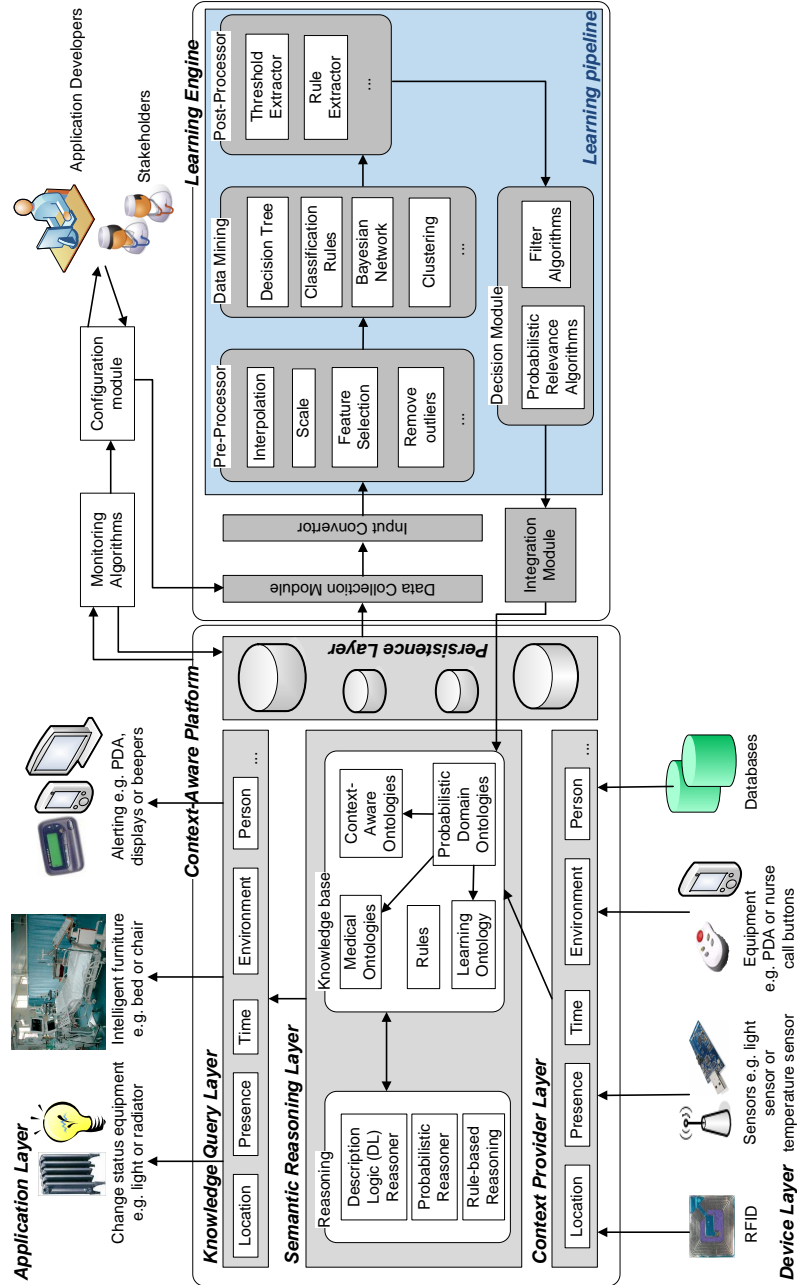 Application Layer
Change status equipment
e.g. light or radiator
Intelligent furniture
e.g. bed or chair
Alerting e.g. PDA,
displays or beepers
Application Developers
Stakeholders
Monitoring
Algorithms
Configuration
module
Context-Aware Platform
Knowledge Query Layer
Location
Presence
Time
Environment
Person
...
Semantic Reasoning Layer
Reasoning
Description
Logic (DL)
Reasoner
Probabilistic
Reasoner
Rule-based
Reasoning
Knowledge base
Medical
Ontologies
Context-
Aware
Ontologies
Rules
Learning
Ontology
Probabilistic
Domain
Ontologies
Context Provider Layer
Location
Presence
Time
Environment
Person
...
Persistence Layer
Learning Engine
Data Collection Module
Input Convertor
Pre-Processor
Interpolation
Scale
Feature
Selection
Remove
outliers
...
Data Mining
Decision Tree
Classification
Rules
Bayesian
Network
Clustering
...
Post-Processor
Threshold
Extractor
Rule
Extractor
...
Learning pipeline
Decision Module
Probabilistic
Relevance
Algorithms
Filter
Algorithms
Integration
Module
RFID
Sensors e.g. light
sensor or
temperature sensor
Equipment
e.g. PDA or nurse
call buttons
Databases
Device Layer